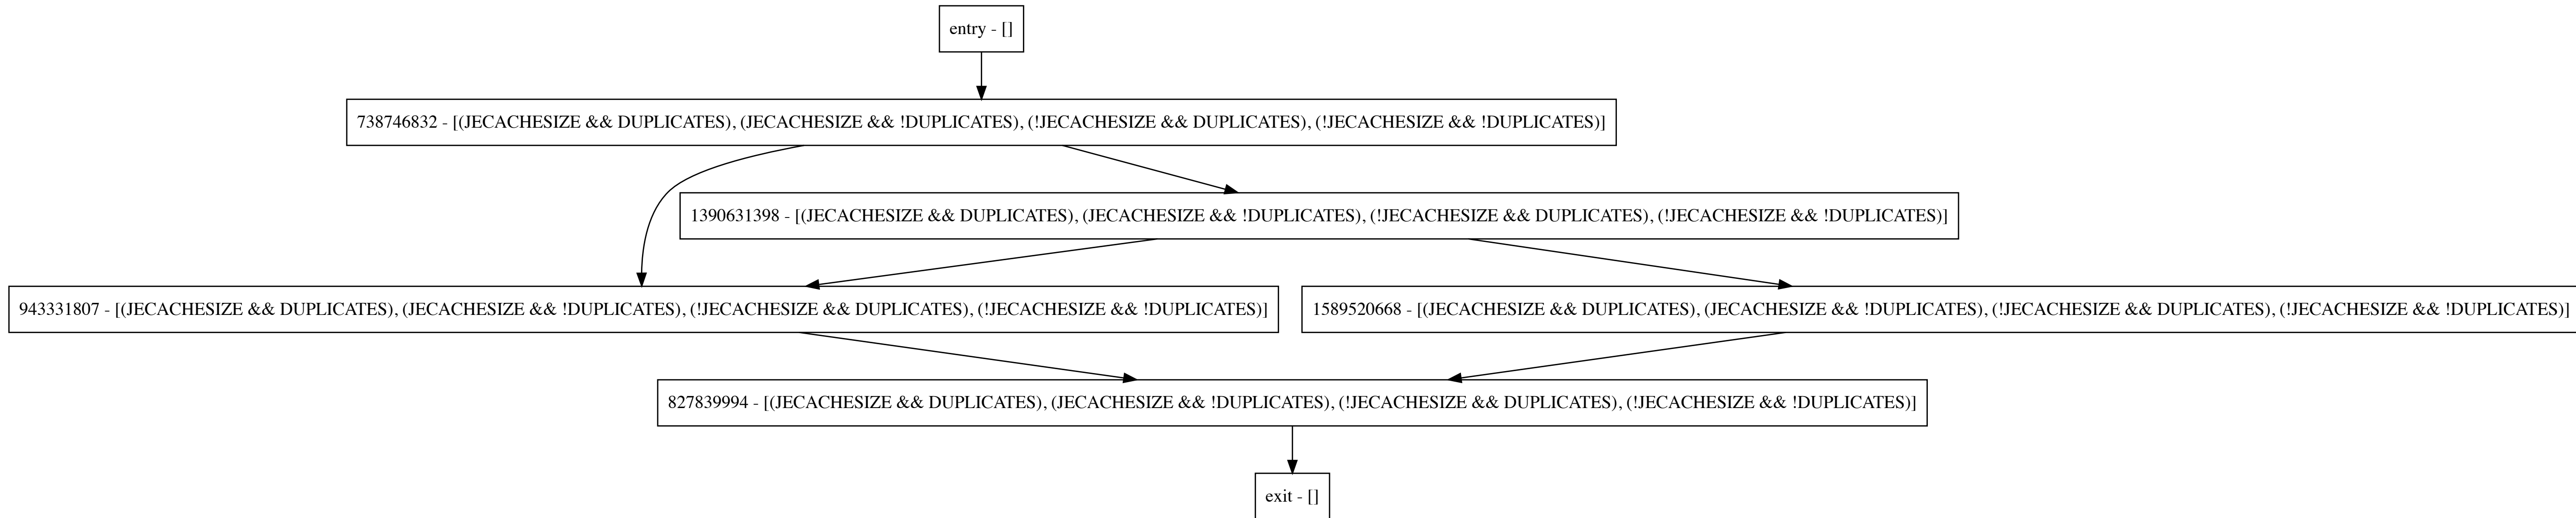 entry - []
738746832 - [(JECACHESIZE && DUPLICATES), (JECACHESIZE && !DUPLICATES), (!JECACHESIZE && DUPLICATES), (!JECACHESIZE && !DUPLICATES)]
1390631398 - [(JECACHESIZE && DUPLICATES), (JECACHESIZE && !DUPLICATES), (!JECACHESIZE && DUPLICATES), (!JECACHESIZE && !DUPLICATES)]
943331807 - [(JECACHESIZE && DUPLICATES), (JECACHESIZE && !DUPLICATES), (!JECACHESIZE && DUPLICATES), (!JECACHESIZE && !DUPLICATES)]
1589520668 - [(JECACHESIZE && DUPLICATES), (JECACHESIZE && !DUPLICATES), (!JECACHESIZE && DUPLICATES), (!JECACHESIZE && !DUPLICATES)]
827839994 - [(JECACHESIZE && DUPLICATES), (JECACHESIZE && !DUPLICATES), (!JECACHESIZE && DUPLICATES), (!JECACHESIZE && !DUPLICATES)]
exit - []